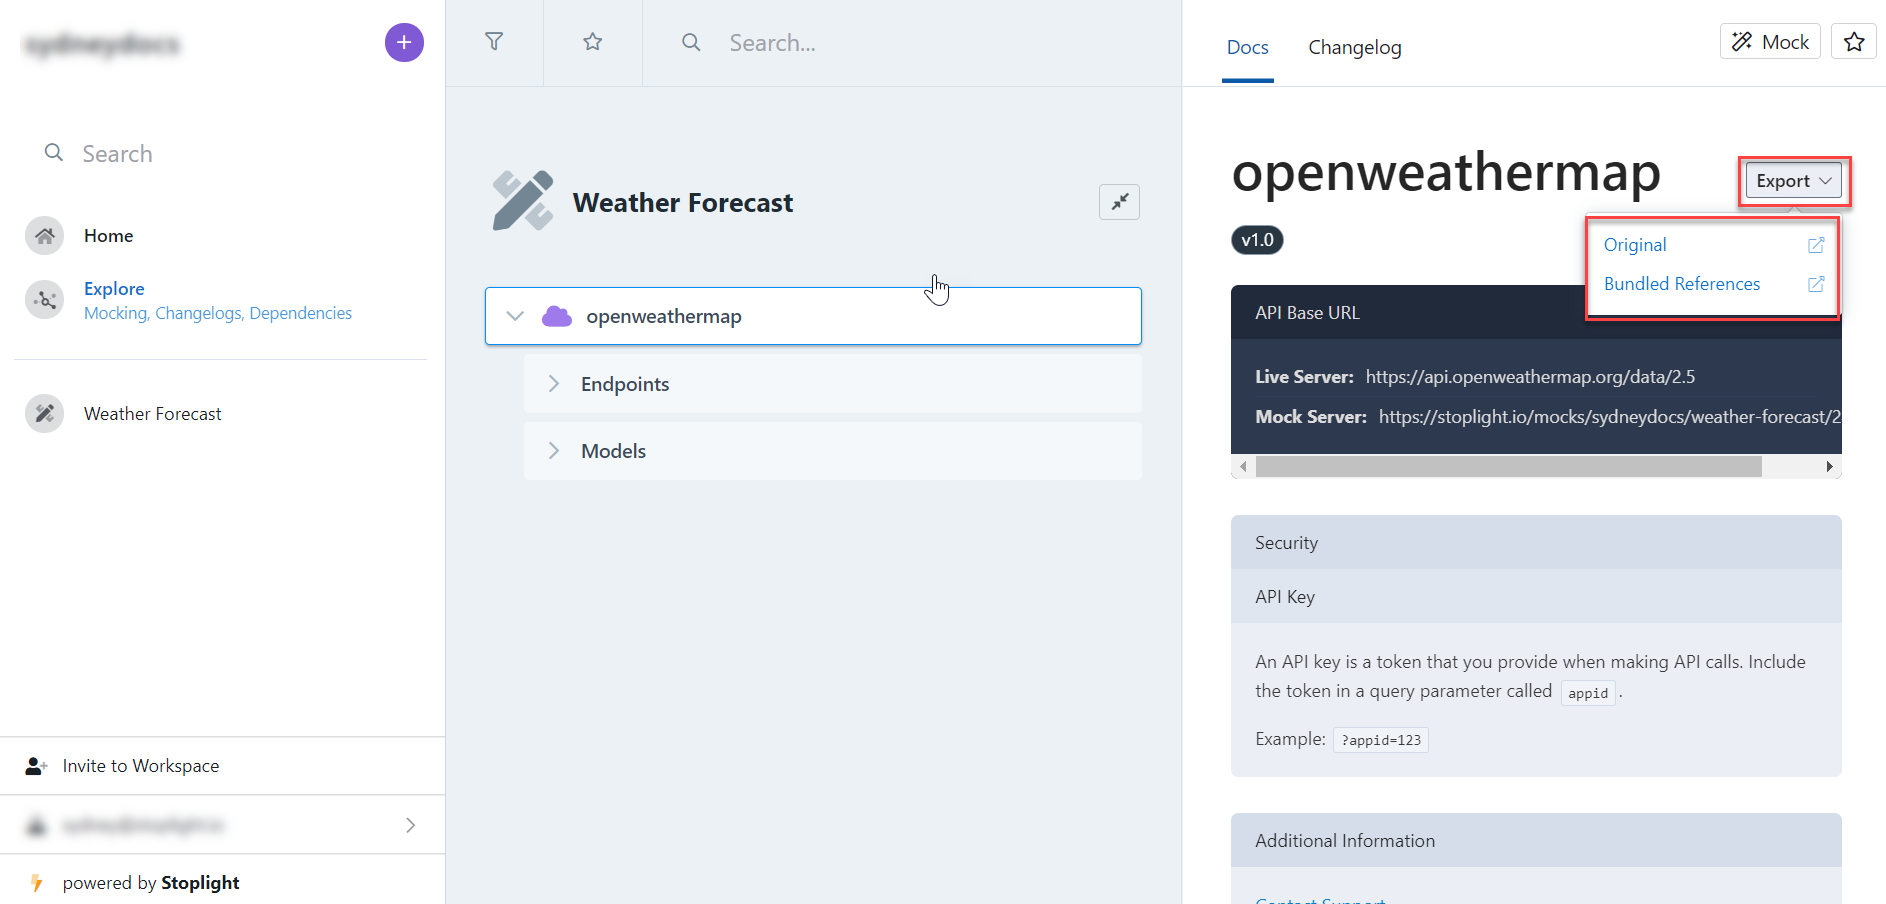 Search
Home
Explore
Mocking, Changelogs, Dependencies
Weather Forecast
Invite to Workspace
powered by Stoplight
Search...
Weather Forecast
openweathermap
Endpoints
Models
Docs
Changelog
Mock
openweathermap
Export
v1.0
Original
Bundled References
API Base URL
Live Server: https://api.openweathermap.org/data/2.5
Mock Server: https://stoplight.io/mocks/sydneydocs/weather-forecast/2
Security
API Key
An API key is a token that you provide when making API calls. Include
the token in a query parameter called appid .
Example: ?appid=123
Additional Information
Contact Support